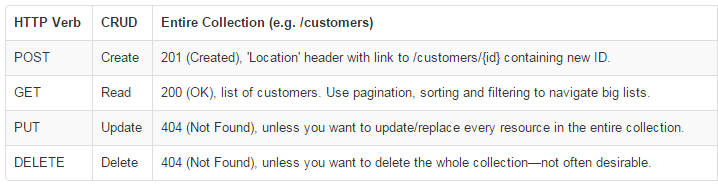 HTTP Verb CRUD Entire Collection (e.g. /customers)
POST Create 201 (Created), 'Location' header with link to /customers/{id} containing new ID.
GET Read 200 (OK), list of customers. Use pagination, sorting and filtering to navigate big lists.
PUT Update 404 (Not Found), unless you want to update/replace every resource in the entire collection.
DELETE Delete 404 (Not Found), unless you want to delete the whole collection—not often desirable.